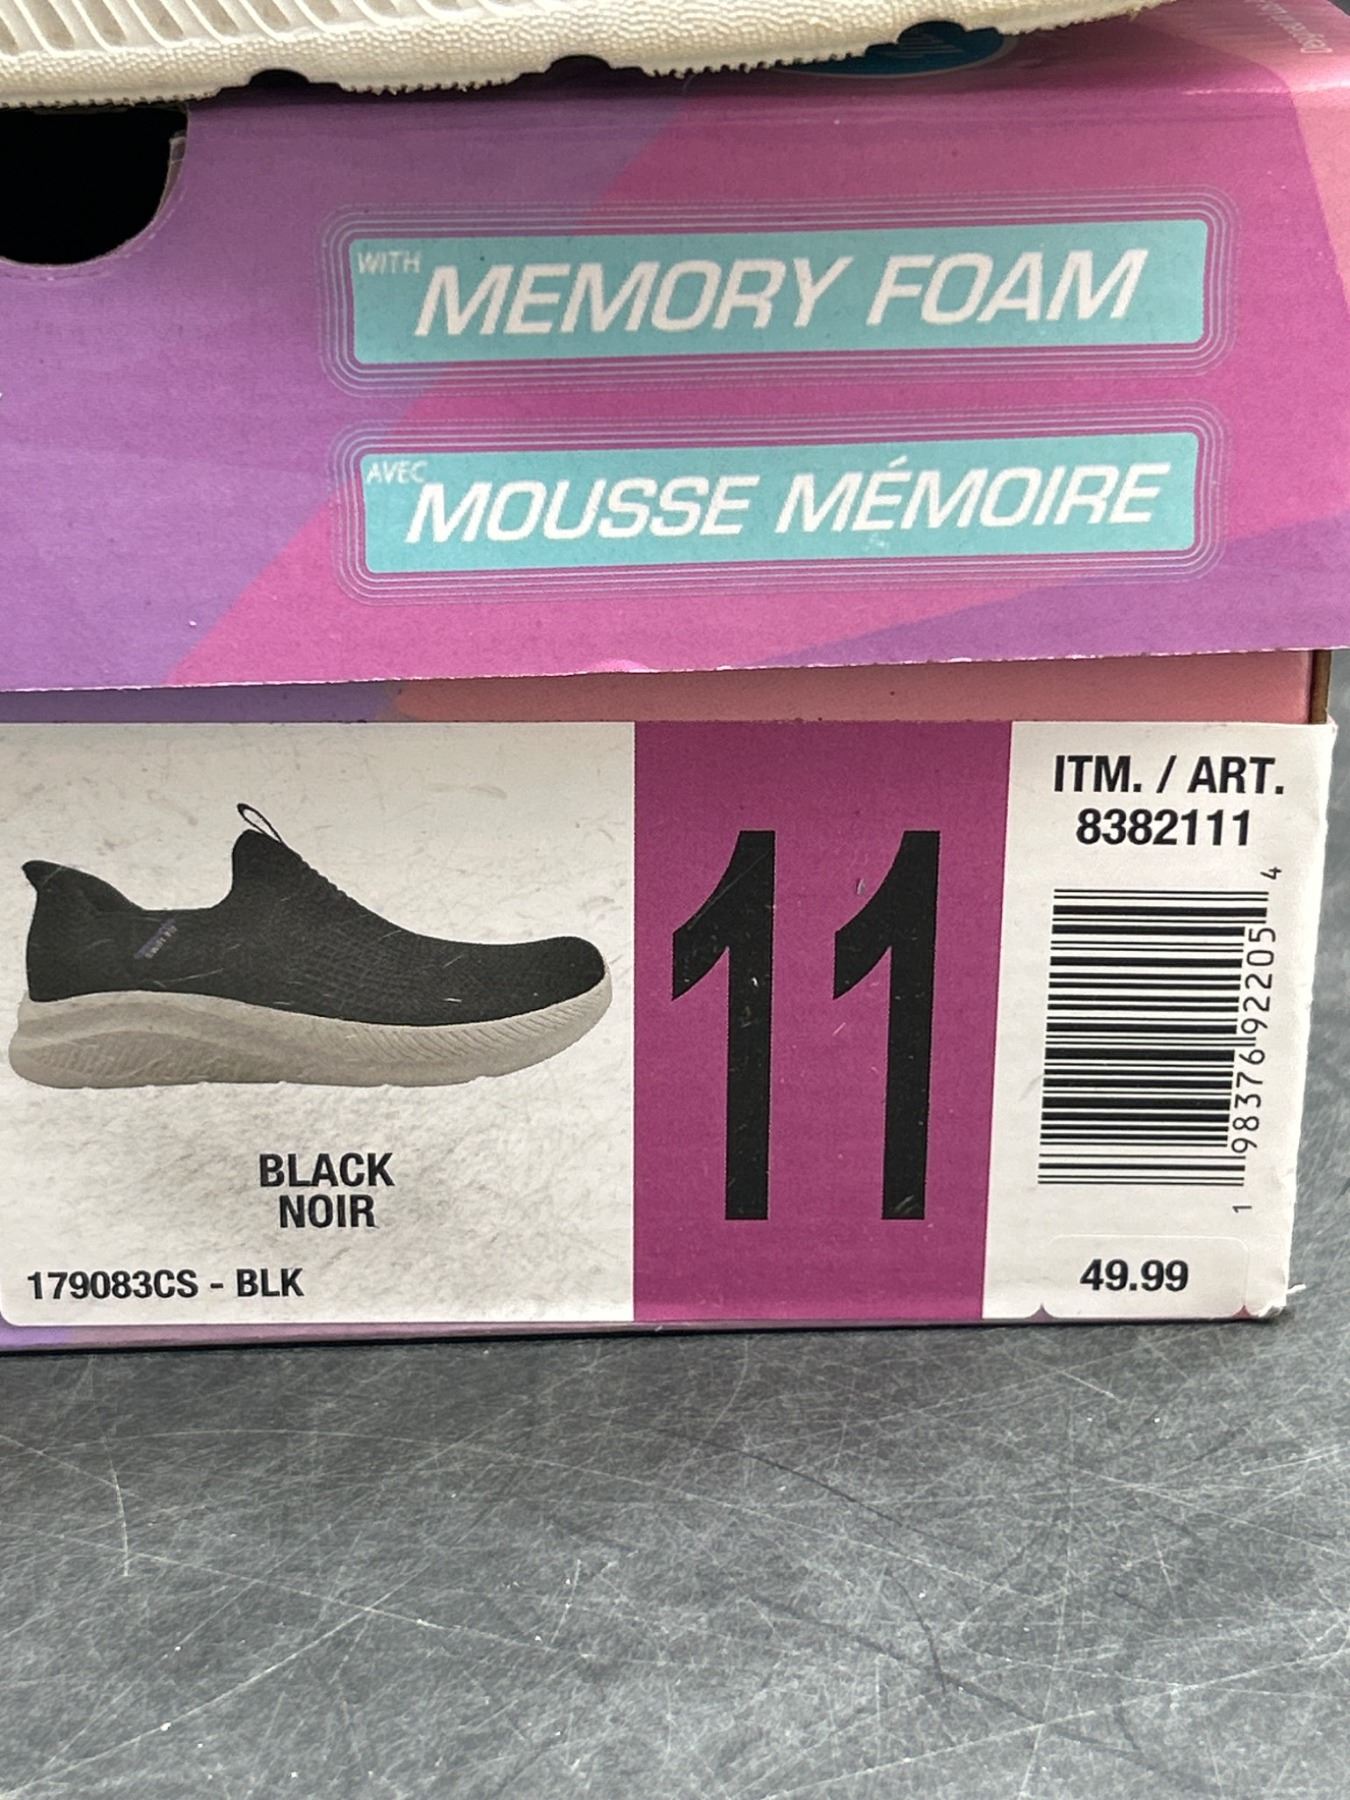 WITH MEMORY FOAM
AVEC MOUSSE MÉMOIRE
BLACK
NOIR
179083CS - BLK
11
ITM. / ART.
8382111
1 98376 92205 4
49.99